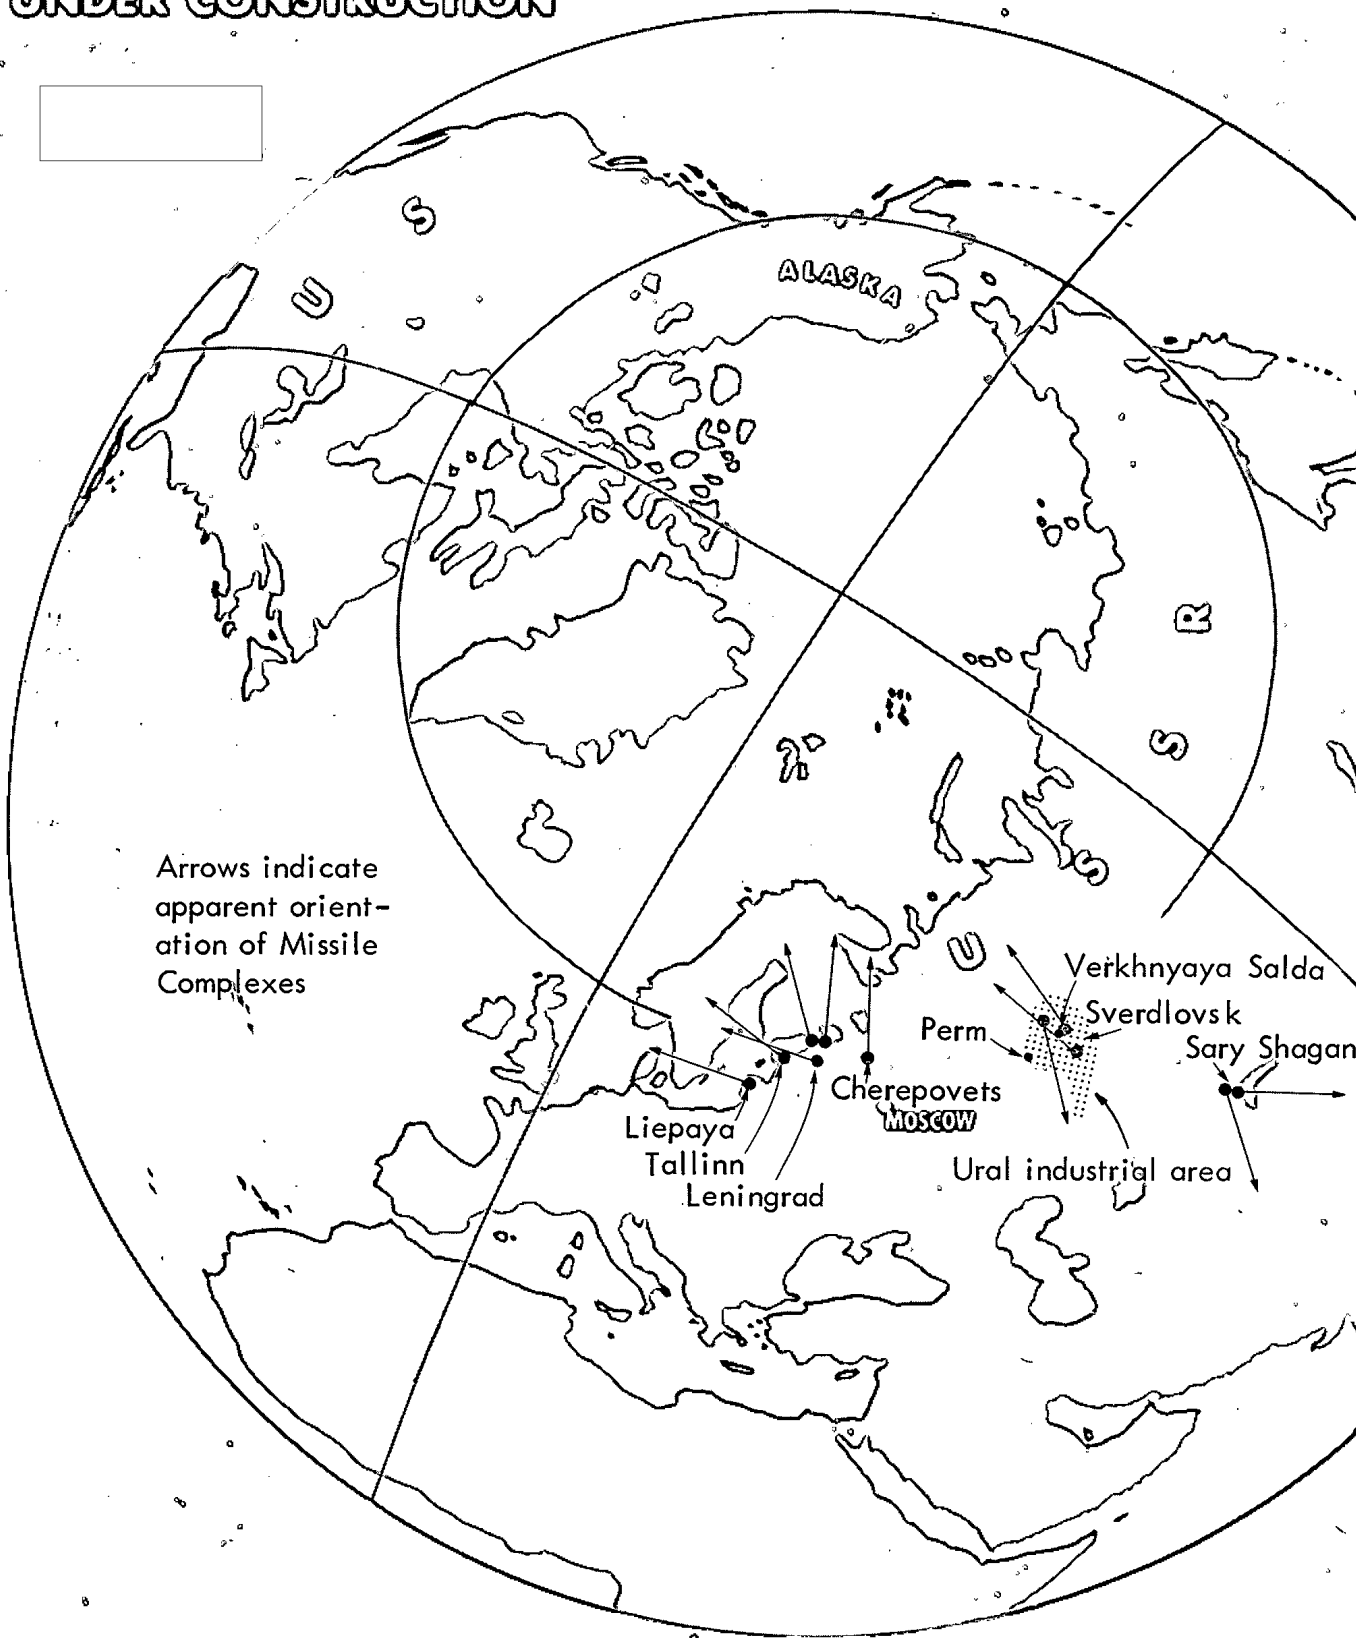 UNDER CONSTRUCTION
U S
ALASKA
U S S R
Arrows indicate
apparent orient-
ation of Missile
Complexes
Verkhnyaya Salda
Sverdlovsk
Perm
Sary Shagan
Cherepovets
MOSCOW
Liepaya
Tallinn
Leningrad
Ural industrial area